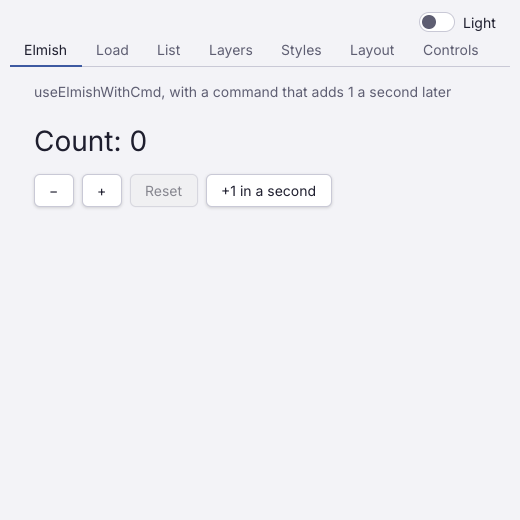 Light
Elmish Load List Layers Styles Layout Controls
useElmishWithCmd, with a command that adds 1 a second later
Count: 0
− + Reset +1 in a second